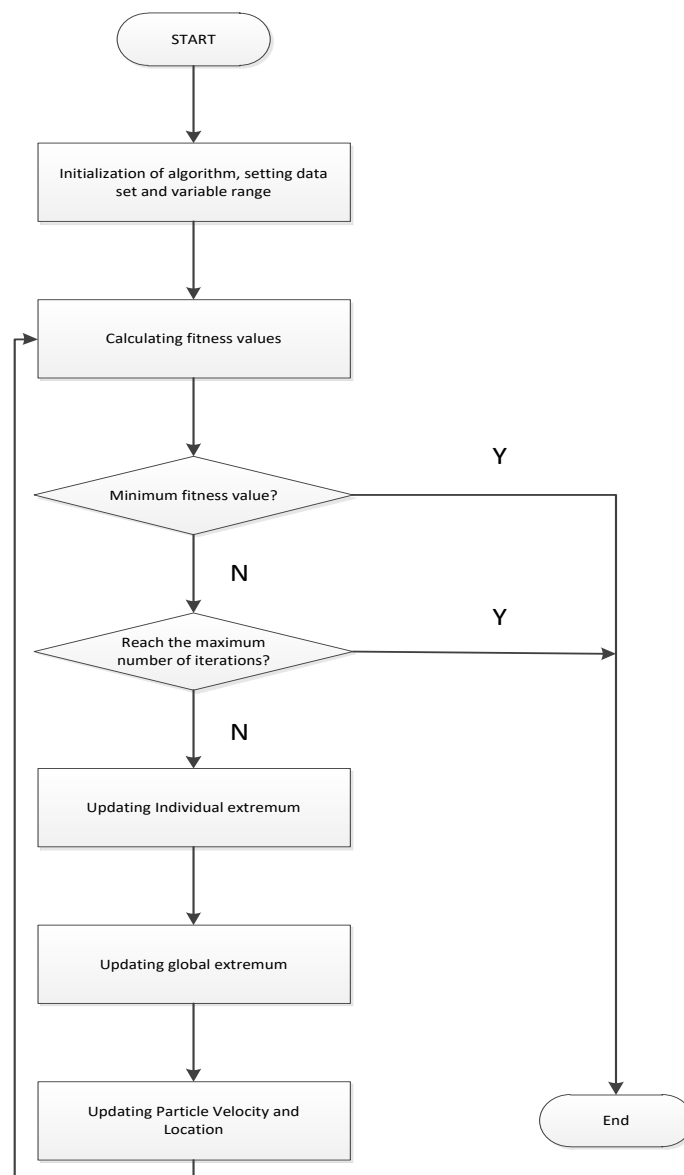 START
Initialization of algorithm, setting data
set and variable range
Calculating fitness values
Y
Minimum fitness value?
N
Y
Reach the maximum
number of iterations?
N
Updating Individual extremum
Updating global extremum
Updating Particle Velocity and
Location
End